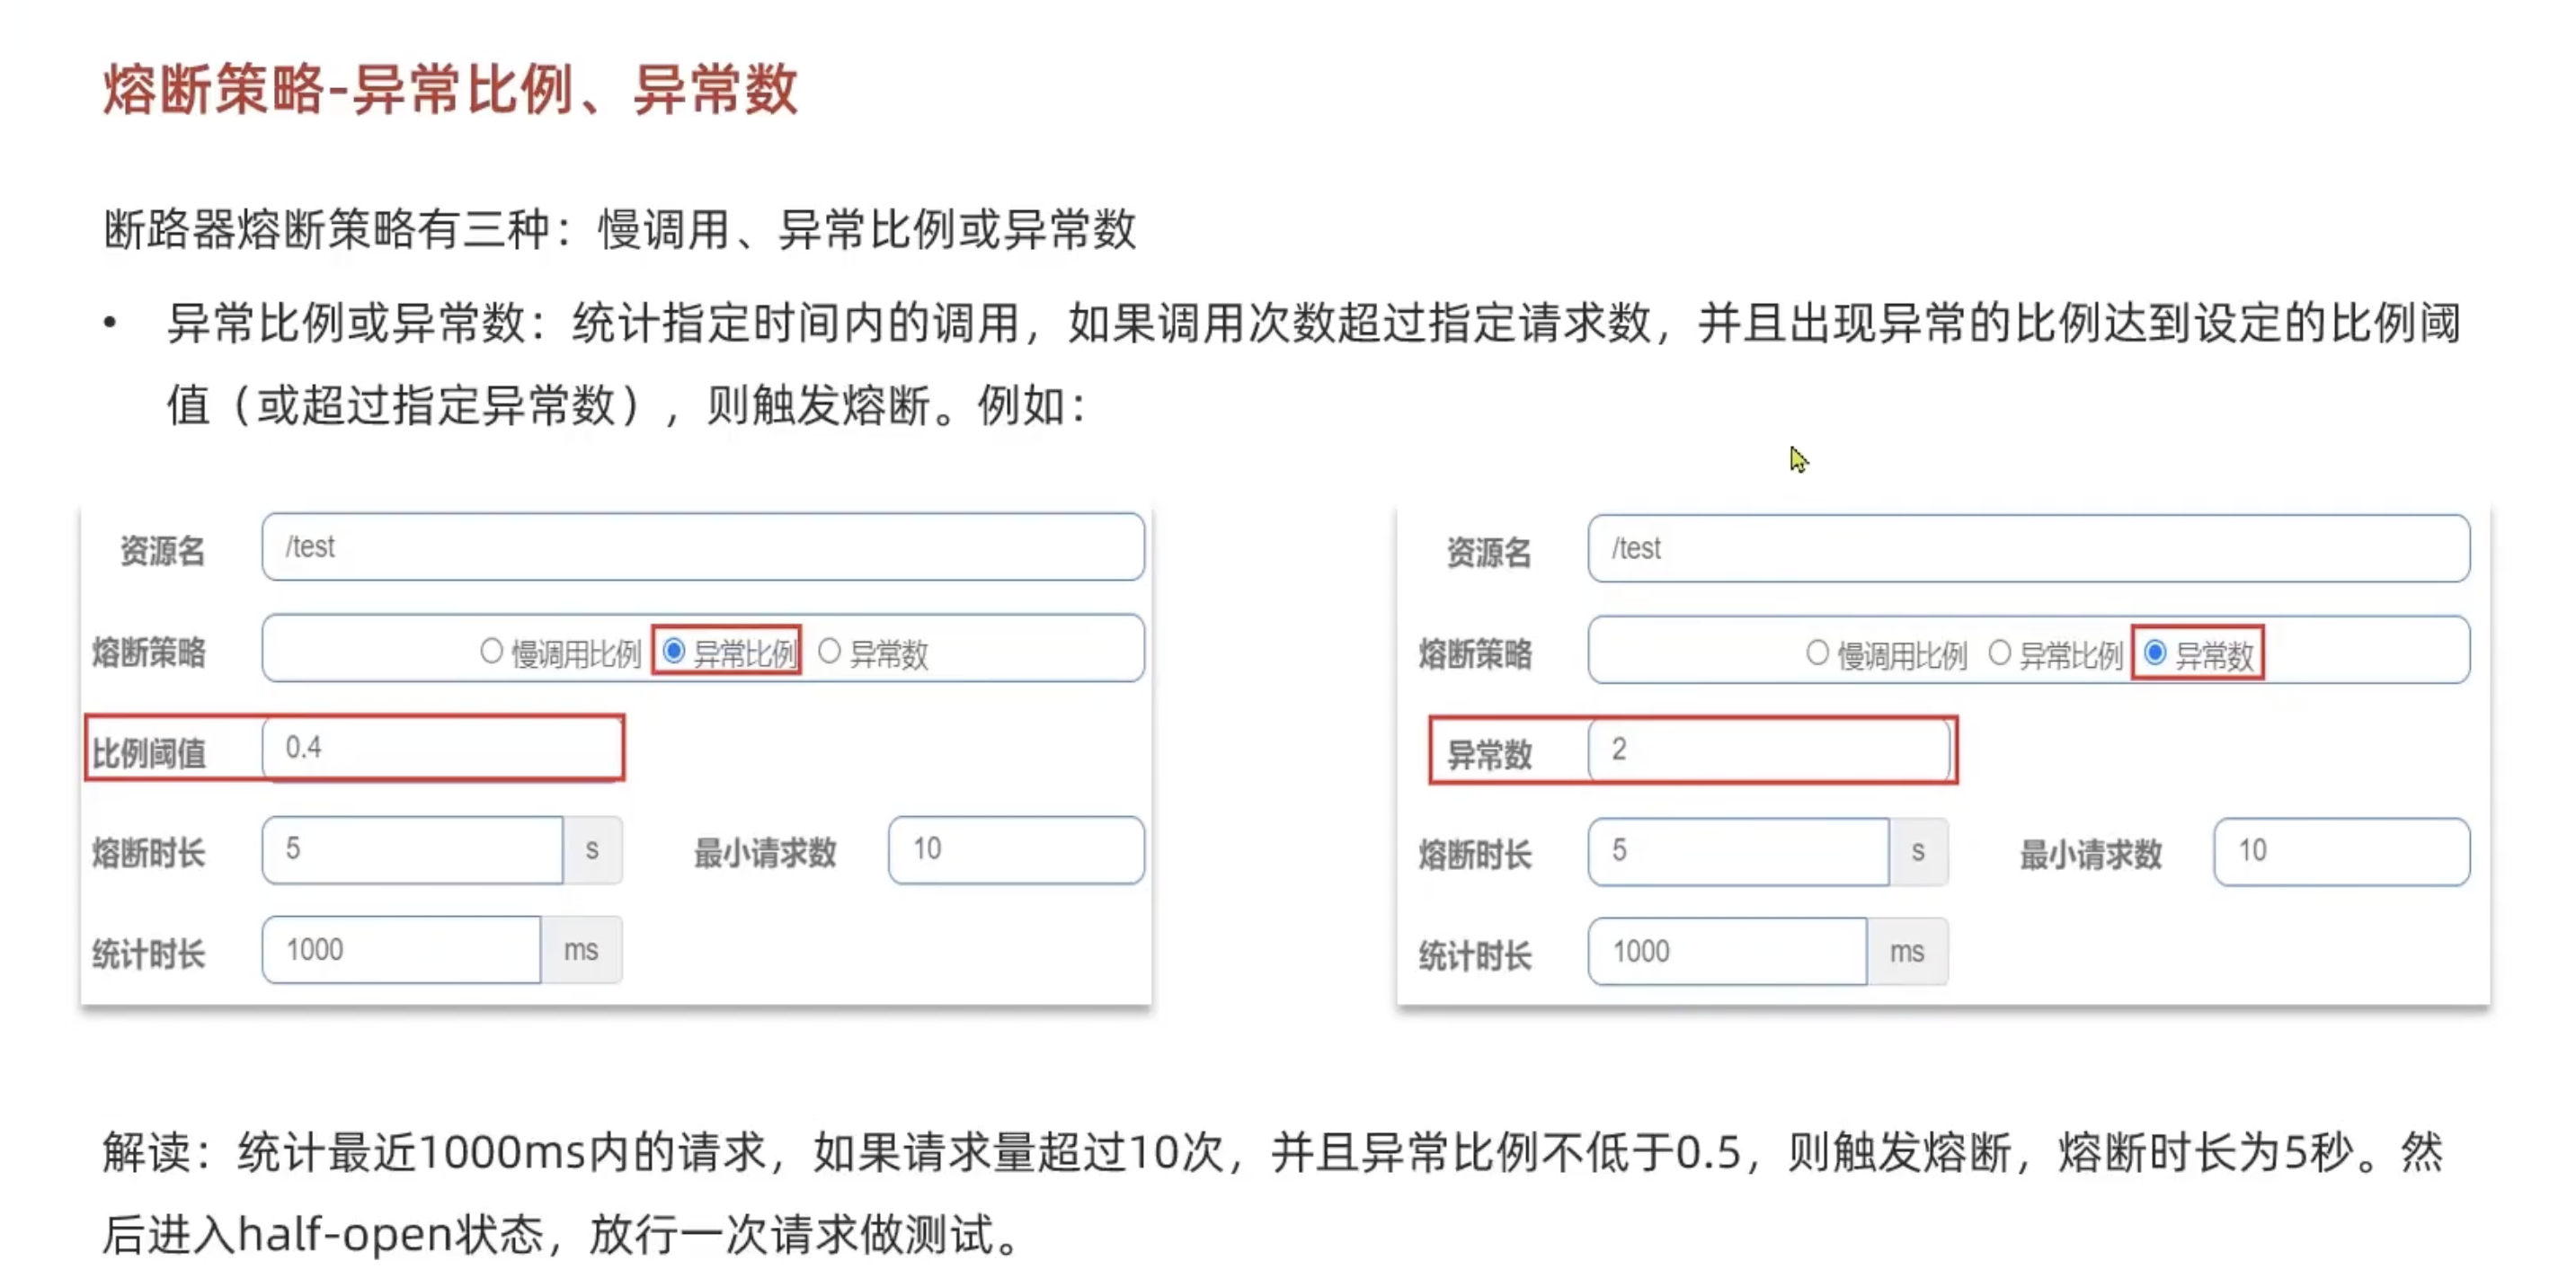 熔断策略-异常比例、异常数
断路器熔断策略有三种：慢调用、异常比例或异常数
• 异常比例或异常数：统计指定时间内的调用，如果调用次数超过指定请求数，并且出现异常的比例达到设定的比例阈
值（或超过指定异常数），则触发熔断。例如：
资源名 /test
熔断策略 慢调用比例 异常比例 异常数
比例阈值 0.4
熔断时长 5 s 最小请求数 10
统计时长 1000 ms
资源名 /test
熔断策略 慢调用比例 异常比例 异常数
异常数 2
熔断时长 5 s 最小请求数 10
统计时长 1000 ms
解读：统计最近1000ms内的请求，如果请求量超过10次，并且异常比例不低于0.5，则触发熔断，熔断时长为5秒。然
后进入half-open状态，放行一次请求做测试。